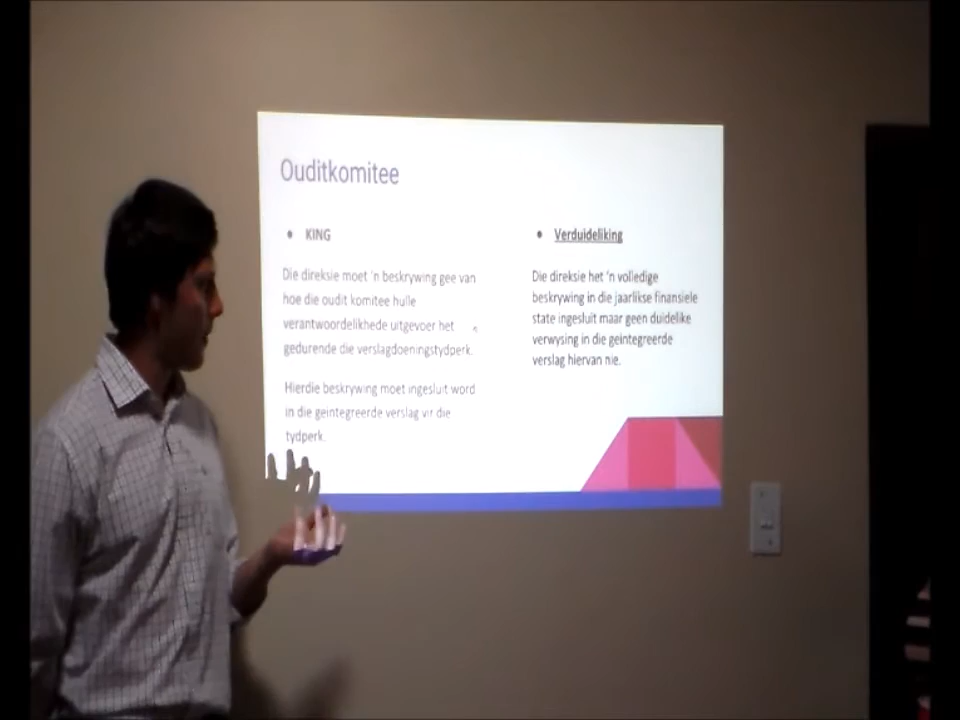 Ouditkomitee
KING
Die direksie moet 'n beskrywing gee van
hoe die oudit komitee hulle
verantwoordelikhede uitgevoer het
gedurende die verslagdoeningstydperk.
Hierdie beskrywing moet ingesluit word
in die geintegreerde verslag vir die
tydperk.
Verduideliking
Die direksie het 'n volledige
beskrywing in die jaarlikse finansiele
state ingesluit maar geen duidelike
verwysing in die geintegreerde
verslag hiervan nie.